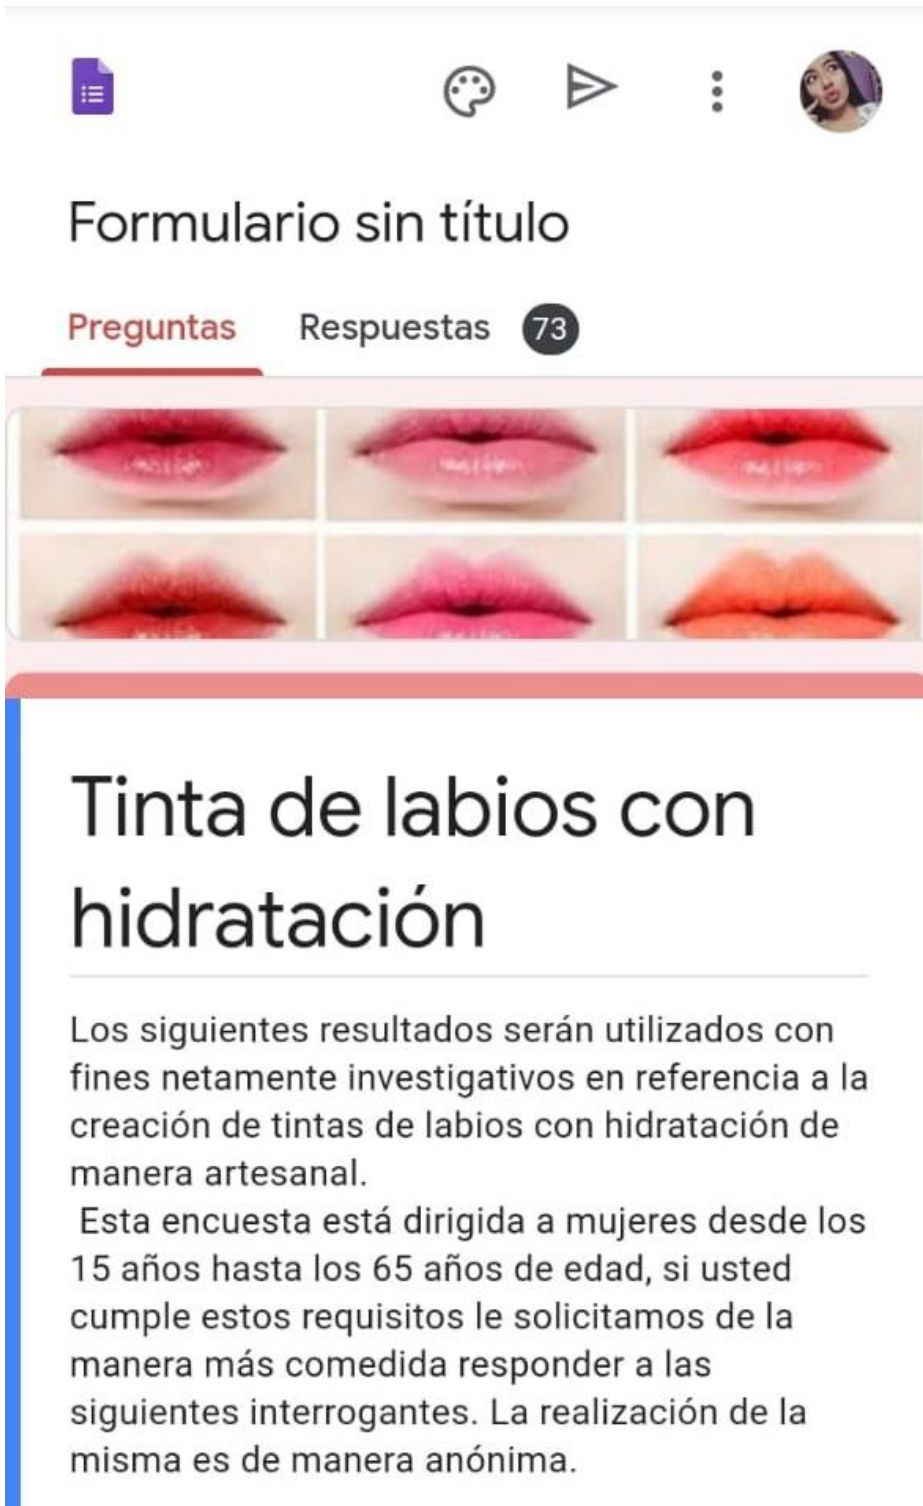 Formulario sin título
Preguntas Respuestas 73
Tinta de labios con
hidratación
Los siguientes resultados serán utilizados con
fines netamente investigativos en referencia a la
creación de tintas de labios con hidratación de
manera artesanal.
Esta encuesta está dirigida a mujeres desde los
15 años hasta los 65 años de edad, si usted
cumple estos requisitos le solicitamos de la
manera más comedida responder a las
siguientes interrogantes. La realización de la
misma es de manera anónima.